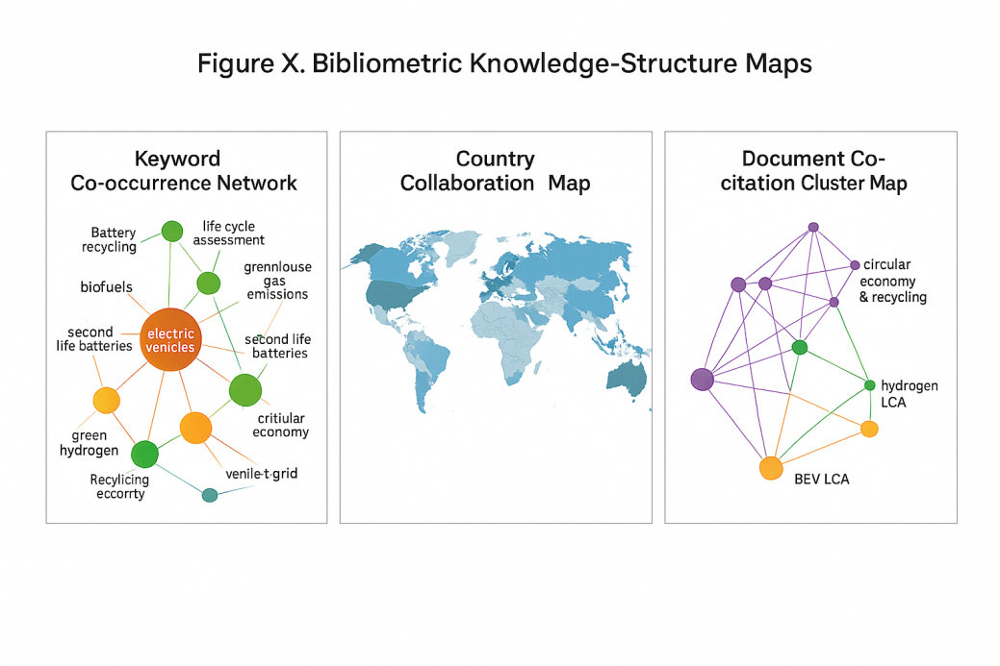 Figure X. Bibliometric Knowledge-Structure Maps
Keyword
Co-occurrence Network
Battery
recycling
life cycle
assessment
grennlouse
gas
emissions
biofuels
second
life batteries
electric
venicles
second life
batteries
critiular
economy
green
hydrogen
Recylicing
eccorrty
venile-t-grid
Country
Collaboration Map
Document Co-
citation Cluster Map
circular
economy
& recycling
hydrogen
LCA
BEV LCA